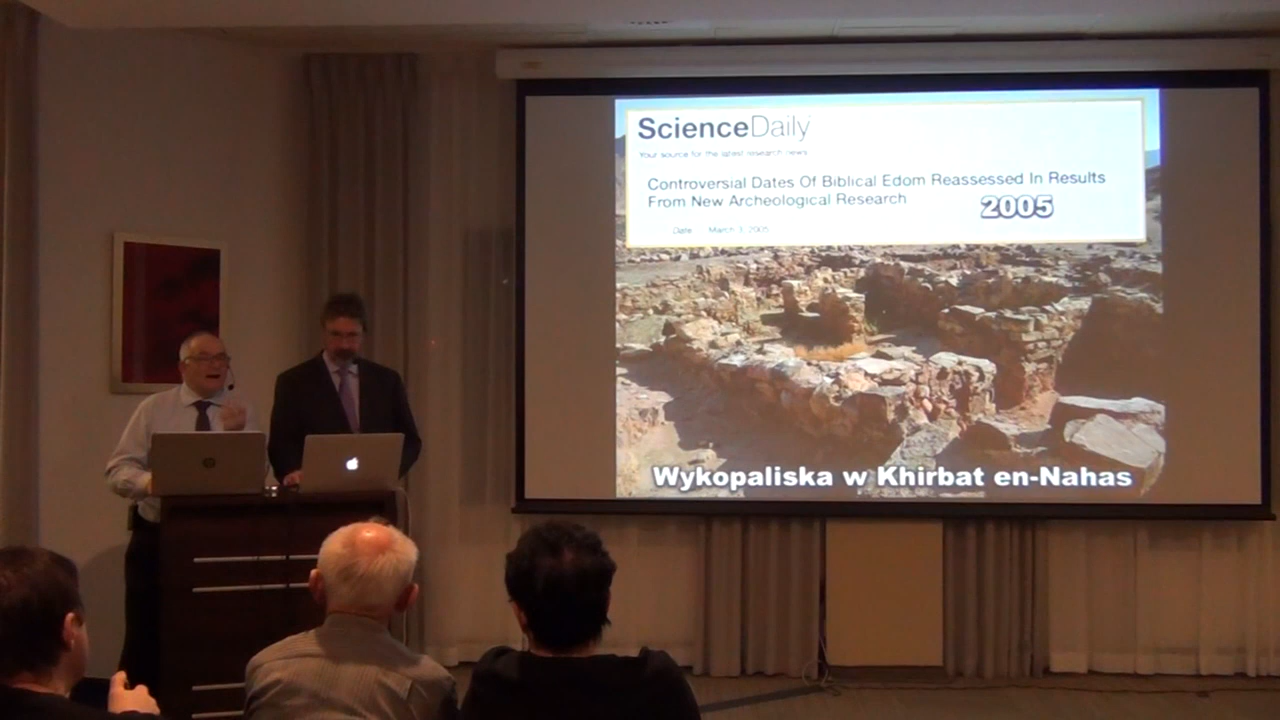 ScienceDaily
Your source for the latest research news
Controversial Dates Of Biblical Edom Reassessed In Results
From New Archeological Research
2005
Date March 3, 2005
Wykopaliska w Khirbat en-Nahas